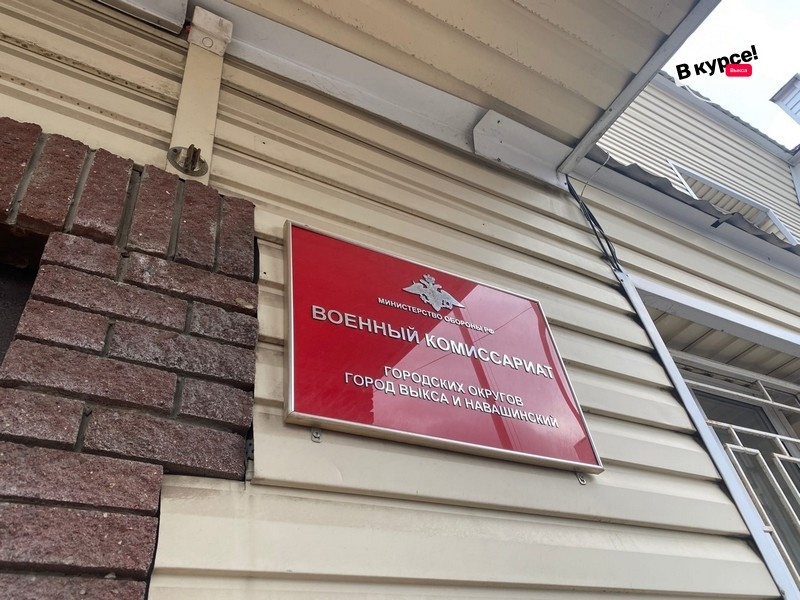 В курсе!
Выкса
МИНИСТЕРСТВО ОБОРОНЫ РФ
ВОЕННЫЙ КОМИССАРИАТ
ГОРОДСКИХ ОКРУГОВ
ГОРОД ВЫКСА И НАВАШИНСКИЙ